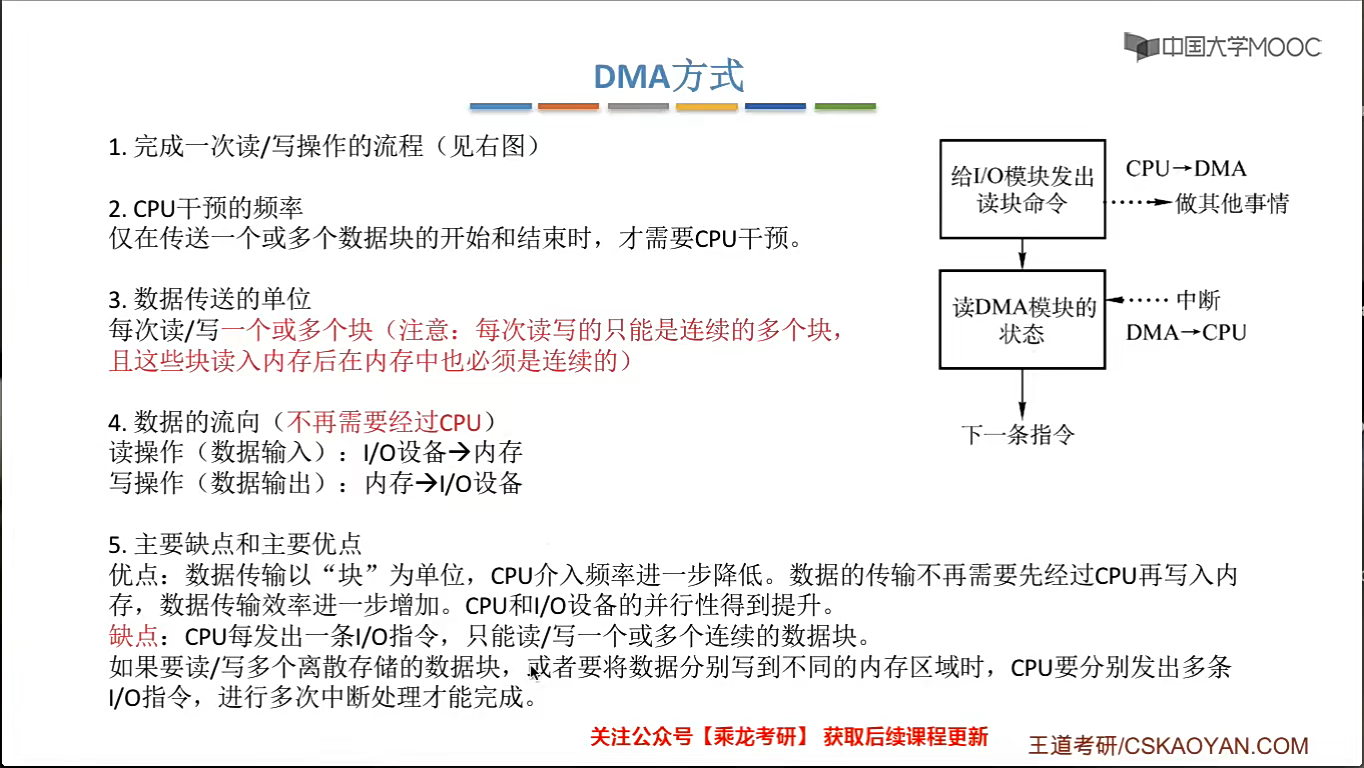 中国大学MOOC
DMA方式
1. 完成一次读/写操作的流程（见右图）
2. CPU干预的频率
仅在传送一个或多个数据块的开始和结束时，才需要CPU干预。
3. 数据传送的单位
每次读/写一个或多个块（注意：每次读写的只能是连续的多个块，
且这些块读入内存后在内存中也必须是连续的）
4. 数据的流向（不再需要经过CPU）
读操作（数据输入）：I/O设备→内存
写操作（数据输出）：内存→I/O设备
5. 主要缺点和主要优点
优点：数据传输以“块”为单位，CPU介入频率进一步降低。数据的传输不再需要先经过CPU再写入内
存，数据传输效率进一步增加。CPU和I/O设备的并行性得到提升。
缺点：CPU每发出一条I/O指令，只能读/写一个或多个连续的数据块。
如果要读/写多个离散存储的数据块，或者要将数据分别写到不同的内存区域时，CPU要分别发出多条
I/O指令，进行多次中断处理才能完成。
给I/O模块发出
读块命令
CPU→DMA
做其他事情
读DMA模块的
状态
中断
DMA→CPU
下一条指令
关注公众号【乘龙考研】 获取后续课程更新
王道考研/CSKAOYAN.COM